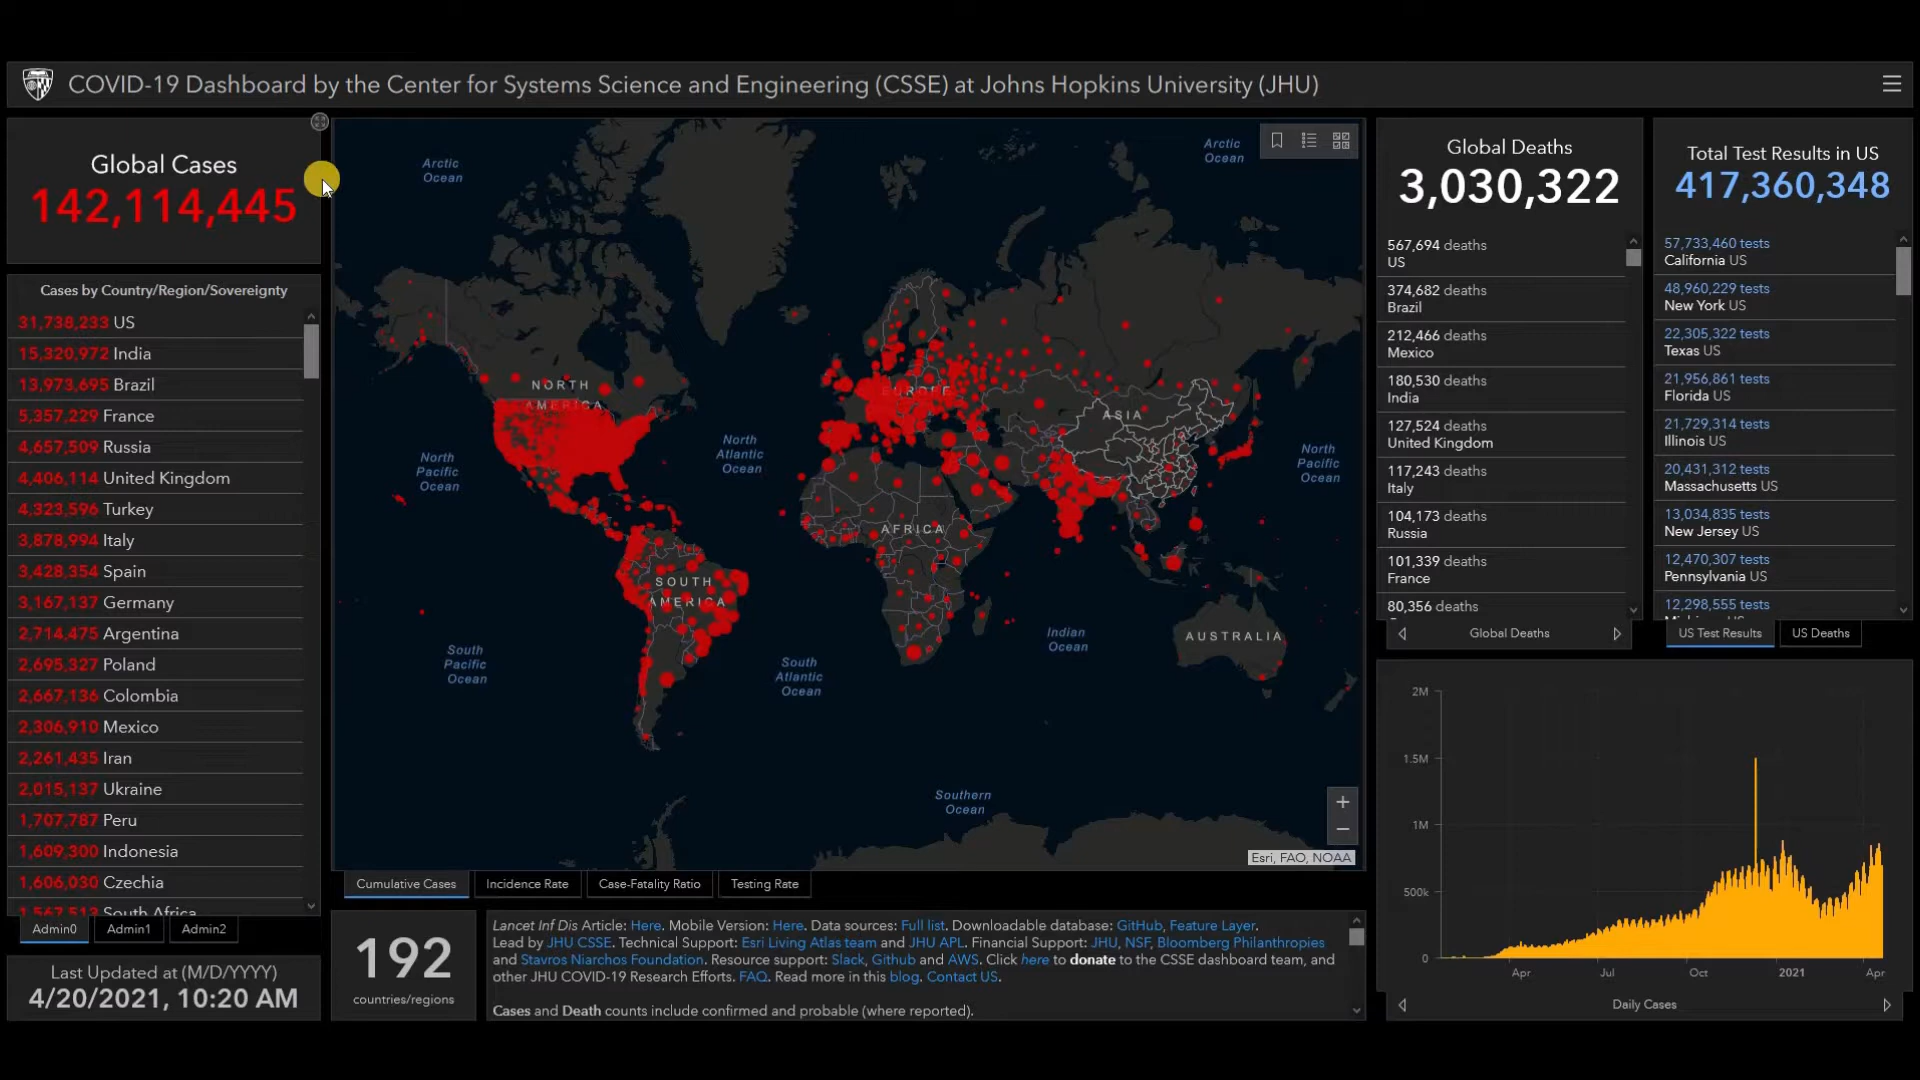 COVID-19 Dashboard by the Center for Systems Science and Engineering (CSSE) at Johns Hopkins University (JHU)
Global Cases
142,114,445
Cases by Country/Region/Sovereignty
31,738,233 US
15,320,972 India
13,973,695 Brazil
5,357,229 France
4,657,509 Russia
4,406,114 United Kingdom
4,323,596 Turkey
3,878,994 Italy
3,428,354 Spain
3,167,137 Germany
2,714,475 Argentina
2,695,327 Poland
2,667,136 Colombia
2,306,910 Mexico
2,261,435 Iran
2,015,137 Ukraine
1,707,787 Peru
1,609,300 Indonesia
1,606,030 Czechia
1,567,513 South Africa
Admin0
Admin1
Admin2
Last Updated at (M/D/YYYY)
4/20/2021, 10:20 AM
Arctic
Ocean
Arctic
Ocean
NORTH
AMERICA
EUROPE
ASIA
North
Pacific
Ocean
North
Atlantic
Ocean
North
Pacific
Ocean
AFRICA
SOUTH
AMERICA
Indian
Ocean
AUSTRALIA
South
Pacific
Ocean
South
Atlantic
Ocean
Southern
Ocean
+
−
Esri, FAO, NOAA
Cumulative Cases
Incidence Rate
Case-Fatality Ratio
Testing Rate
192
countries/regions
Lancet Inf Dis Article: Here. Mobile Version: Here. Data sources: Full list. Downloadable database: GitHub, Feature Layer.
Lead by JHU CSSE. Technical Support: Esri Living Atlas team and JHU APL. Financial Support: JHU, NSF, Bloomberg Philanthropies
and Stavros Niarchos Foundation. Resource support: Slack, Github and AWS. Click here to donate to the CSSE dashboard team, and
other JHU COVID-19 Research Efforts. FAQ. Read more in this blog. Contact US.
Cases and Death counts include confirmed and probable (where reported).
Global Deaths
3,030,322
567,694 deaths
US
374,682 deaths
Brazil
212,466 deaths
Mexico
180,530 deaths
India
127,524 deaths
United Kingdom
117,243 deaths
Italy
104,173 deaths
Russia
101,339 deaths
France
80,356 deaths
Global Deaths
Total Test Results in US
417,360,348
57,733,460 tests
California US
48,960,229 tests
New York US
22,305,322 tests
Texas US
21,956,861 tests
Florida US
21,729,314 tests
Illinois US
20,431,312 tests
Massachusetts US
13,034,835 tests
New Jersey US
12,470,307 tests
Pennsylvania US
12,298,555 tests
US Test Results
US Deaths
2M
1.5M
1M
500k
0
Apr
Jul
Oct
2021
Apr
Daily Cases